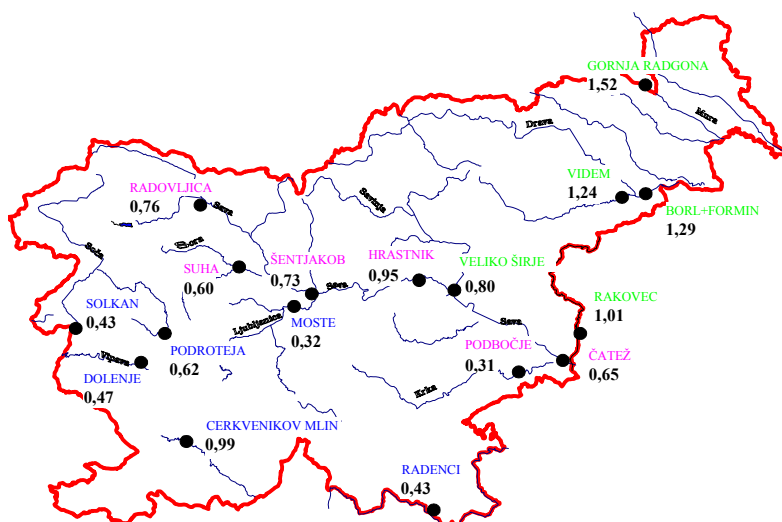 GORNJA RADGONA
1,52
Mura
Drava
VIDEM
1,24
BORL+FORMIN
1,29
RADOVLJICA
0,76
Sava
Savinja
Sora
Soča
SUHA
0,60
ŠENTJAKOB
0,73
HRASTNIK
0,95
VELIKO ŠIRJE
0,80
Sava
RAKOVEC
1,01
SOLKAN
0,43
Ljubljanica
MOSTE
0,32
Sava
PODROTEJA
0,62
PODBOČJE
0,31
ČATEŽ
0,65
Vipava
DOLENJE
0,47
Krka
CERKVENIKOV MLIN
0,99
RADENCI
0,43